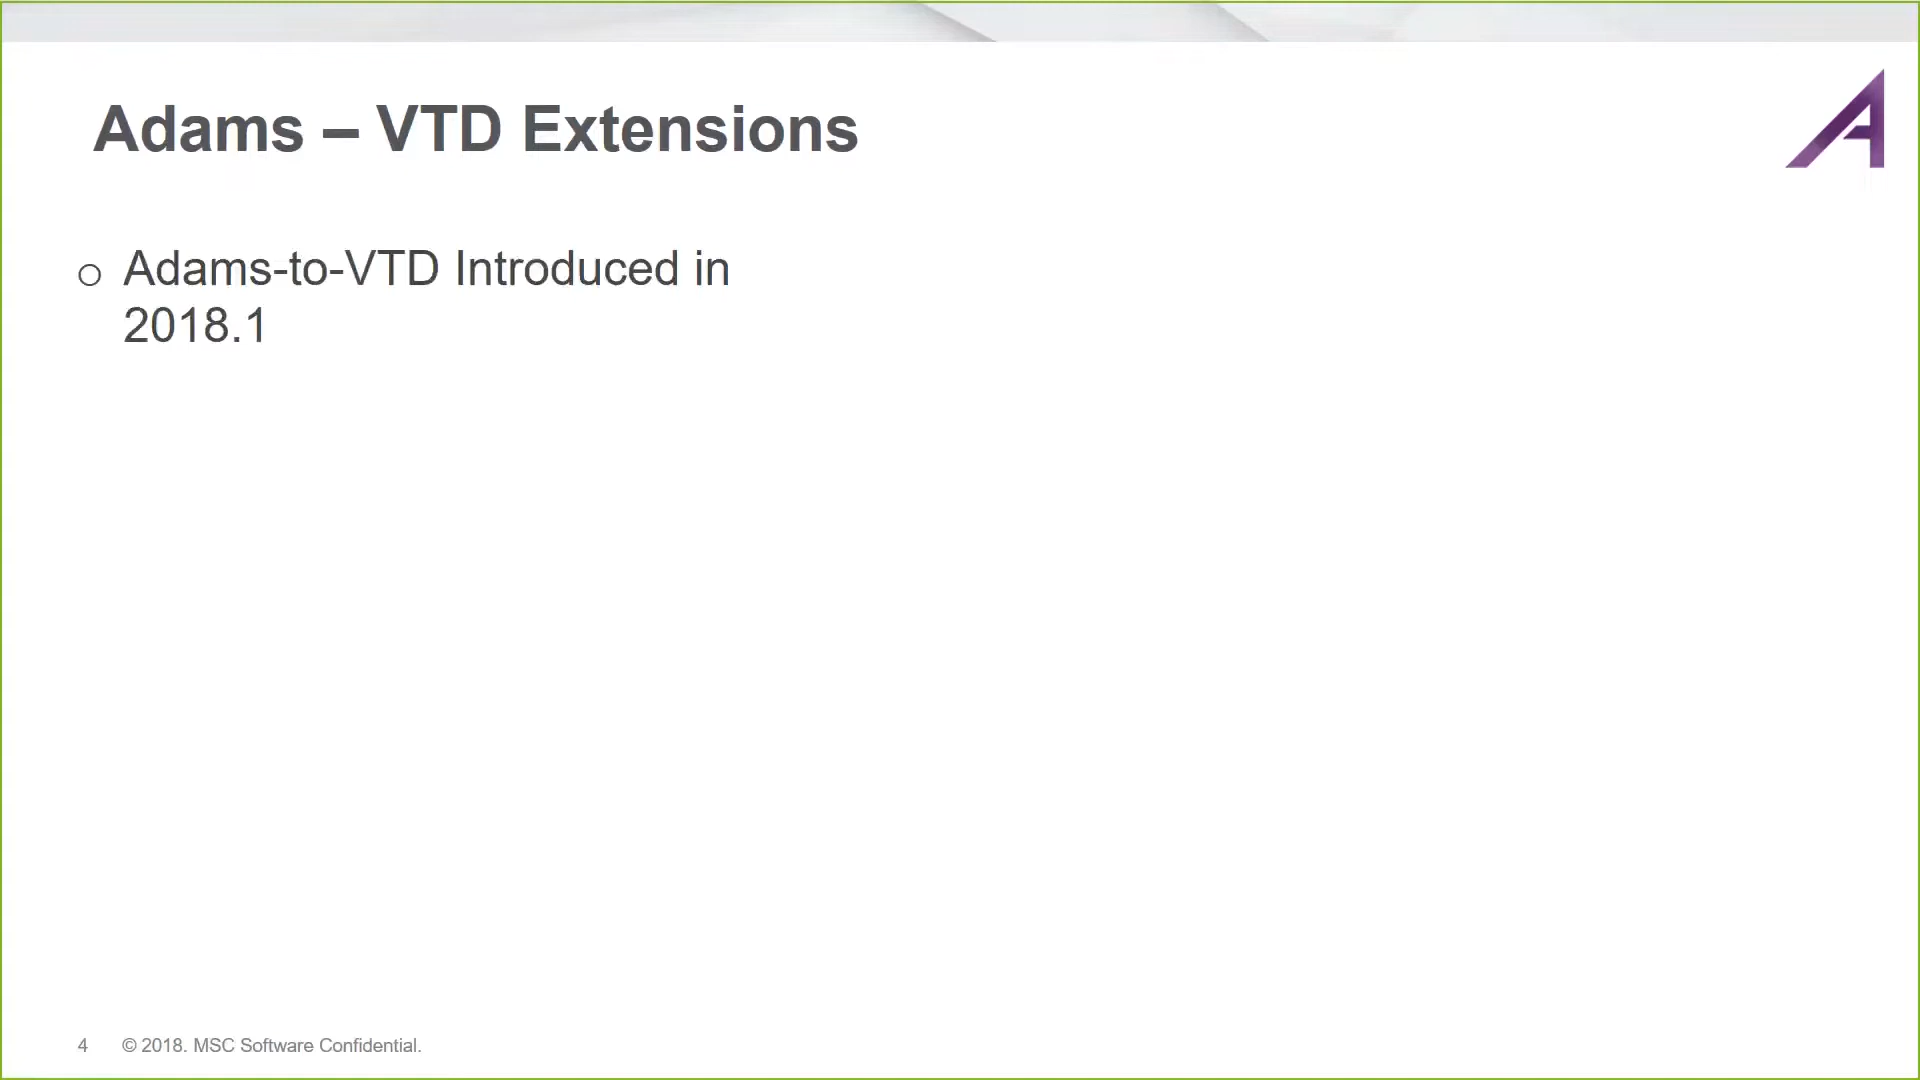 Adams – VTD Extensions
○ Adams-to-VTD Introduced in
2018.1
4 © 2018. MSC Software Confidential.